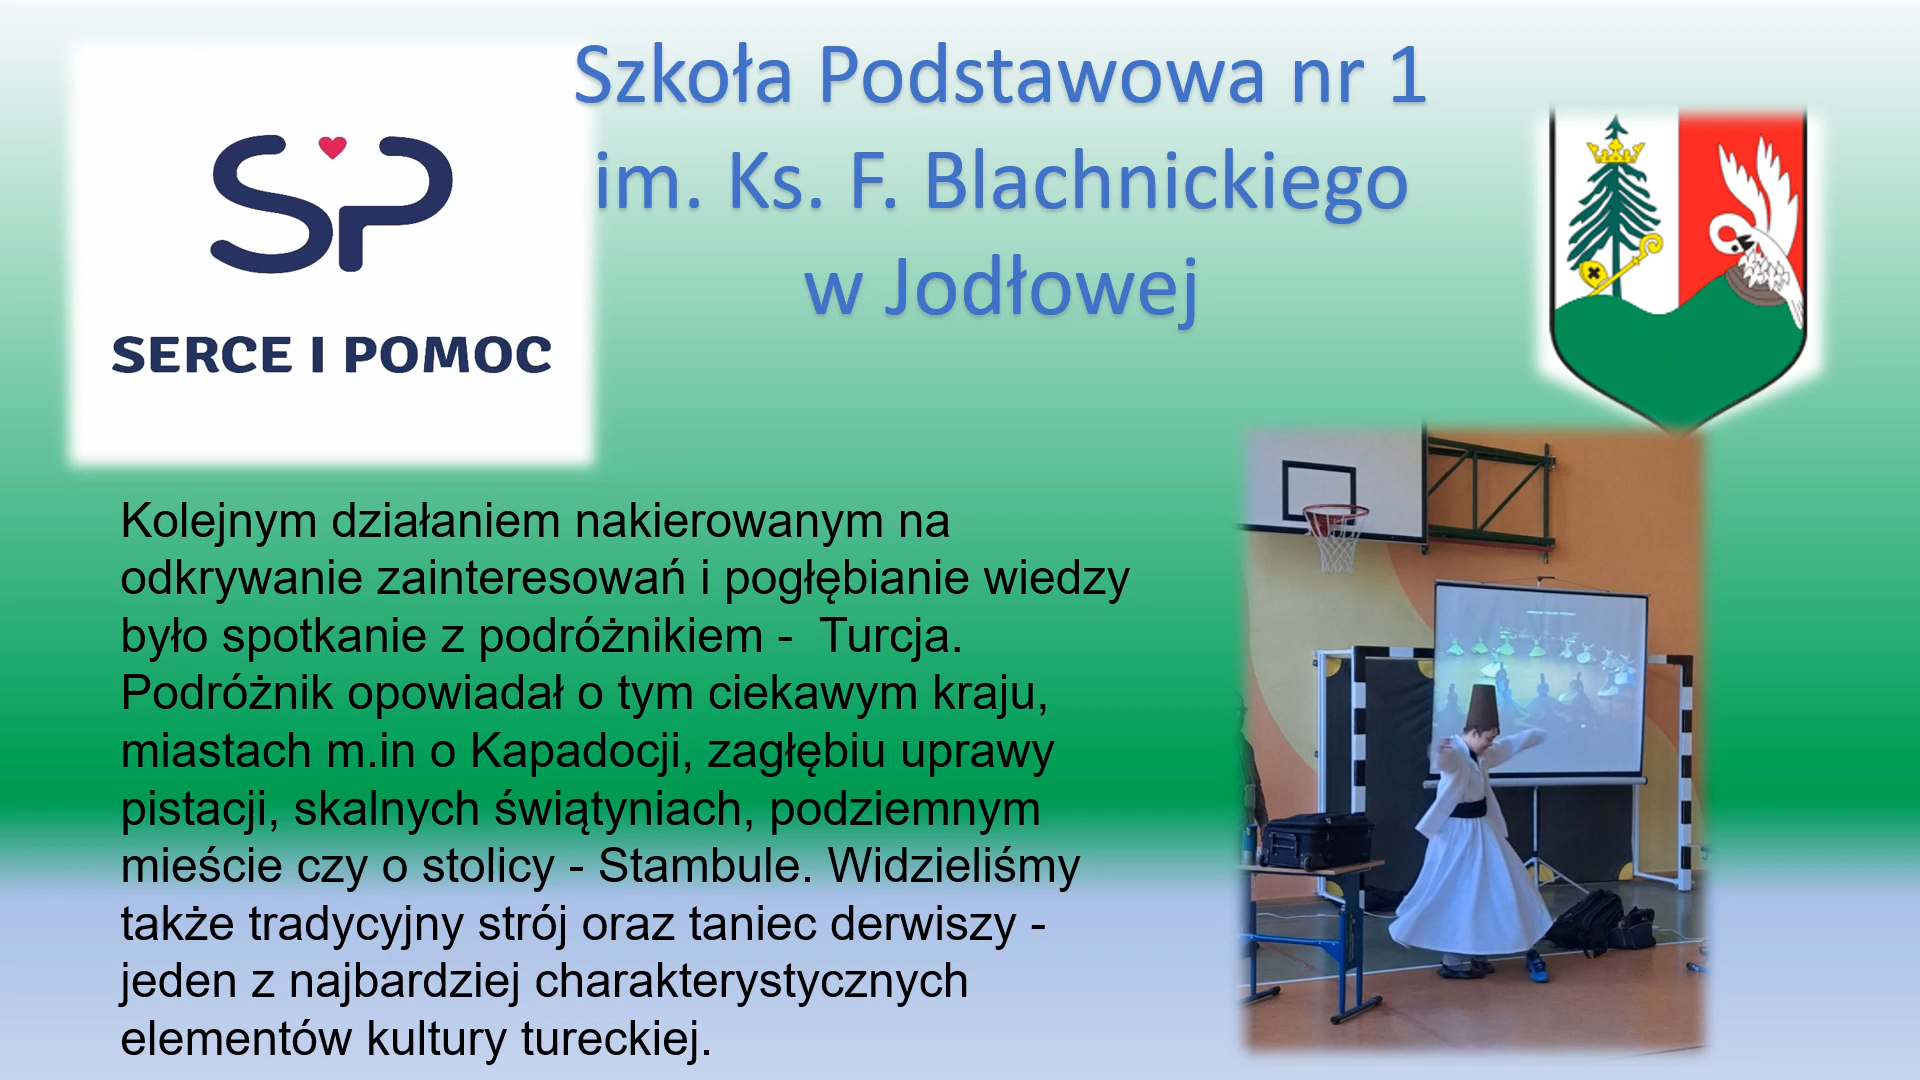 Szkoła Podstawowa nr 1
im. Ks. F. Blachnickiego
w Jodłowej
SP
SERCE I POMOC
Kolejnym działaniem nakierowanym na
odkrywanie zainteresowań i pogłębianie wiedzy
było spotkanie z podróżnikiem -  Turcja.
Podróżnik opowiadał o tym ciekawym kraju,
miastach m.in o Kapadocji, zagłębiu uprawy
pistacji, skalnych świątyniach, podziemnym
mieście czy o stolicy - Stambule. Widzieliśmy
także tradycyjny strój oraz taniec derwiszy -
jeden z najbardziej charakterystycznych
elementów kultury tureckiej.